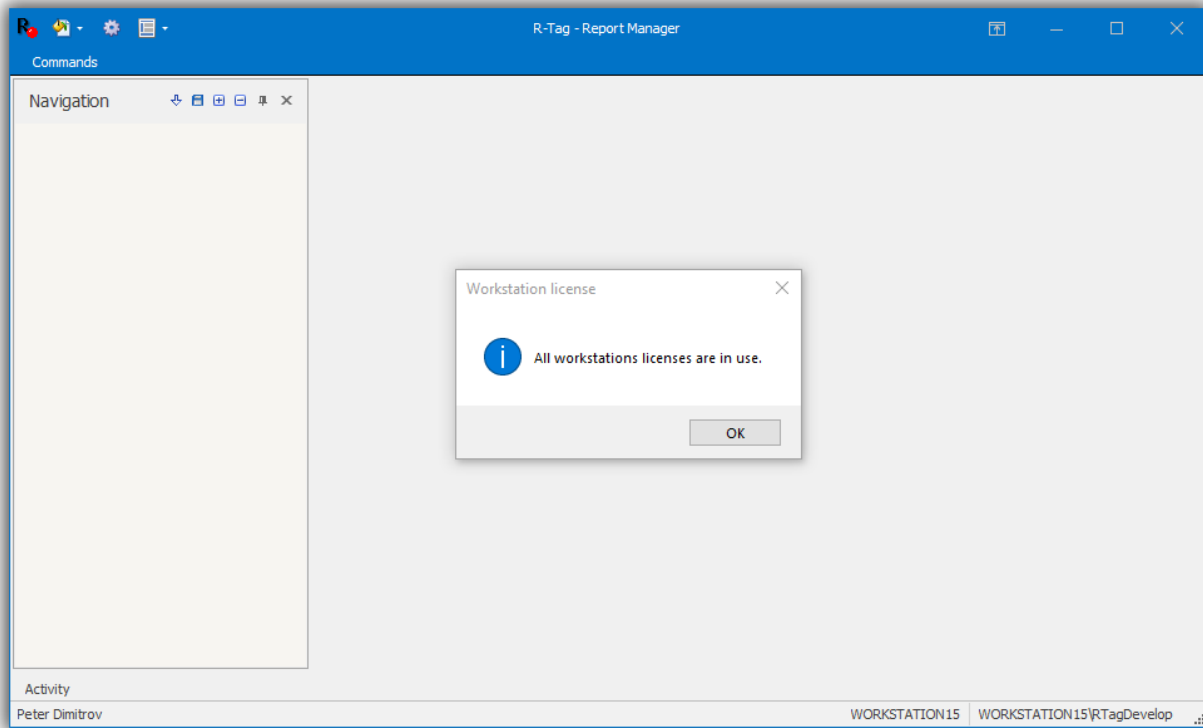 R
R-Tag - Report Manager
Commands
Navigation
Workstation license
i
All workstations licenses are in use.
OK
Activity
Peter Dimitrov
WORKSTATION15
WORKSTATION15\RTagDevelop